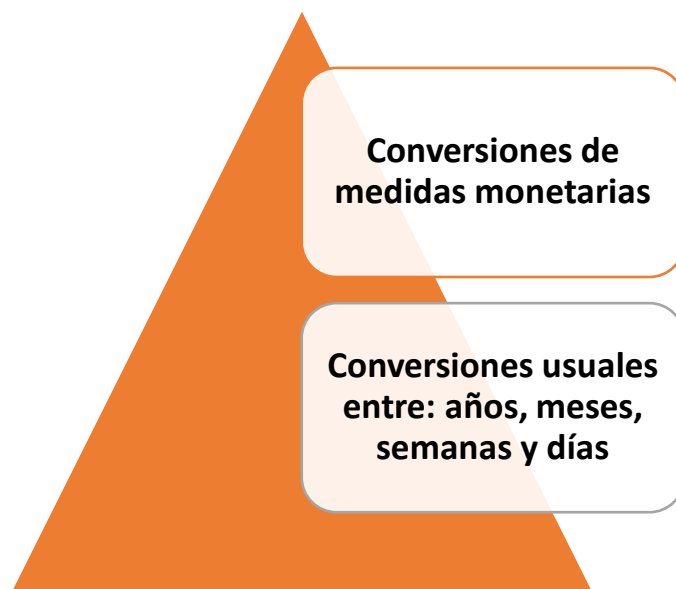 Conversiones de
medidas monetarias
Conversiones usuales
entre: años, meses,
semanas y días